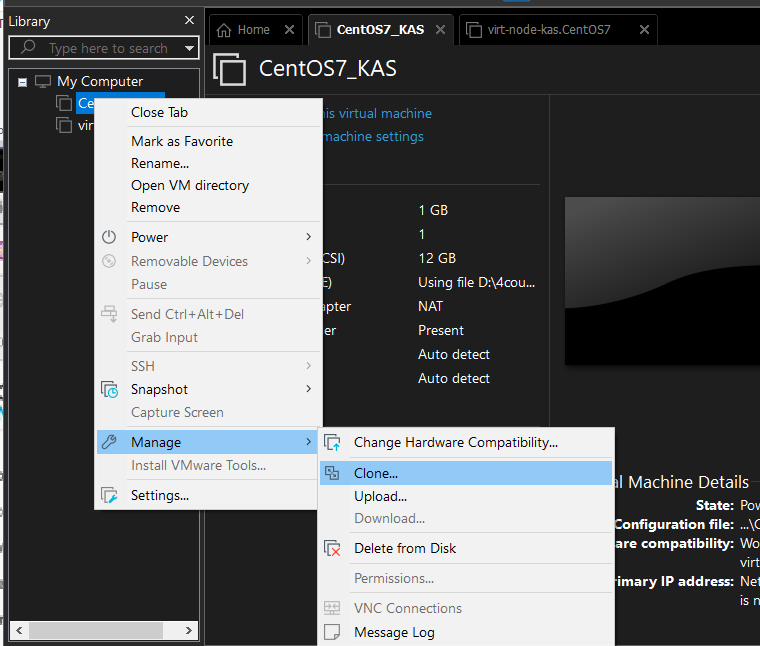 Library
Type here to search
My Computer
Ce
vir
Home
CentOS7_KAS
virt-node-kas.CentOS7
CentOS7_KAS
his virtual machine
machine settings
1 GB
1
CSI) 12 GB
E) Using file D:\4cou...
apter NAT
er Present
Auto detect
Auto detect
Close Tab
Mark as Favorite
Rename...
Open VM directory
Remove
Power
Removable Devices
Pause
Send Ctrl+Alt+Del
Grab Input
SSH
Snapshot
Capture Screen
Manage
Install VMware Tools...
Settings...
Change Hardware Compatibility...
Clone...
Upload...
Download...
Delete from Disk
Permissions...
VNC Connections
Message Log
al Machine Details
State: Pow
Configuration file: ...\C
are compatibility: Wo
virt
imary IP address: Net
is n